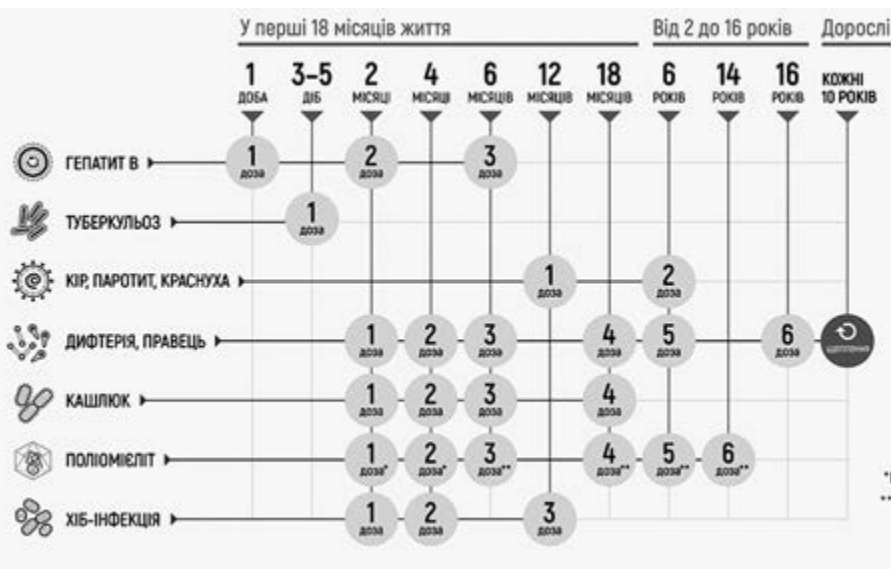 У перші 18 місяців життя Від 2 до 16 років Дорослі
1 3–5 2 4 6 12 18 6 14 16 КОЖНІ
ДОБА ДІБ МІСЯЦІ МІСЯЦІ МІСЯЦІВ МІСЯЦІВ МІСЯЦІВ РОКІВ РОКІВ РОКІВ 10 РОКІВ
ГЕПАТИТ В 1 2 3
доза доза доза
ТУБЕРКУЛЬОЗ 1
доза
КІР, ПАРОТИТ, КРАСНУХА 1 2
доза доза
ДИФТЕРІЯ, ПРАВЕЦЬ 1 2 3 4 5 6
доза доза доза доза доза доза
КАШЛЮК 1 2 3 4
доза доза доза доза
ПОЛІОМІЄЛІТ 1 2 3 4 5 6
доза* доза* доза** доза** доза** доза**
ХІБ-ІНФЕКЦІЯ 1 2 3
доза доза доза